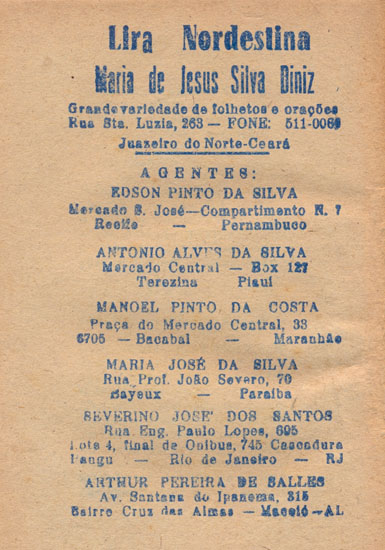 Lira Nordestina
Maria de Jesus Silva Diniz
Grande variedade de folhetos e orações
Rua Sta. Luzia, 263 — FONE: 511-0089
Juazeiro do Norte-Ceará
AGENTES:
EDSON PINTO DA SILVA
Mercado S. José—Compartimento N. 7
Recife — Pernambuco
ANTONIO ALVES DA SILVA
Mercado Central — Box 127
Terezina Piauí
MANOEL PINTO DA COSTA
Praça do Mercado Central, 33
6705 — Bacabal — Maranhão
MARIA JOSÉ DA SILVA
Rua Prof. João Severo, 70
Bayeux — Paraiba
SEVERINO JOSE' DOS SANTOS
Rua Eng. Paulo Lopes, 695
Lote 4, final de Onibus, 745 Cascadura
Bangu — Rio de Janeiro — RJ
ARTHUR PEREIRA DE SALLES
Av. Santana do Ipanema, 315
Bairro Cruz das Almas — Maceió—AL